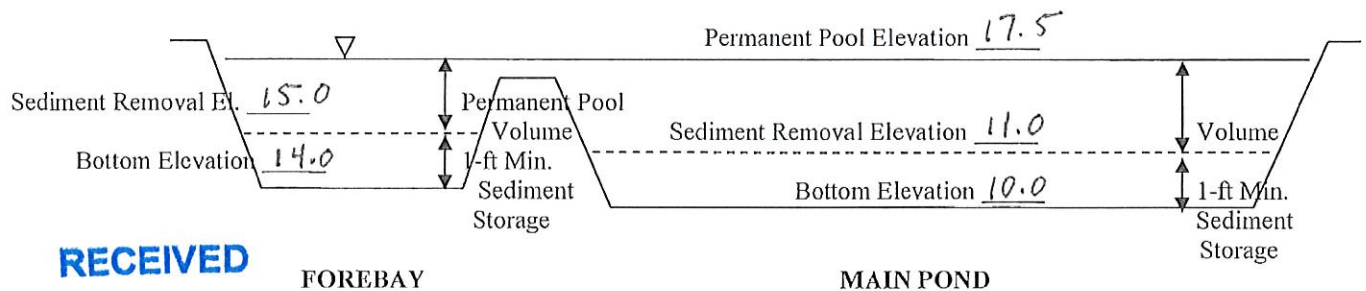 Permanent Pool Elevation 17.5
Sediment Removal El. 15.0
Permanent Pool
Volume
Sediment Removal Elevation 11.0
Volume
Bottom Elevation 14.0
1-ft Min.
Sediment
Storage
Bottom Elevation 10.0
1-ft Min.
Sediment
Storage
RECEIVED
FOREBAY
MAIN POND